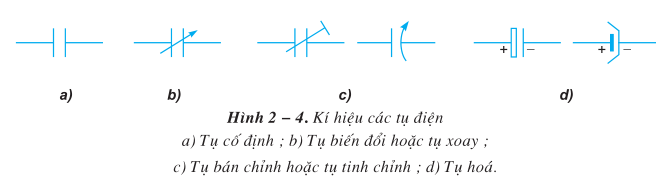 + – + –
a) b) c) d)
Hình 2 – 4. Kí hiệu các tụ điện
a) Tụ cố định ; b) Tụ biến đổi hoặc tụ xoay ;
c) Tụ bán chỉnh hoặc tụ tinh chỉnh ; d) Tụ hoá.